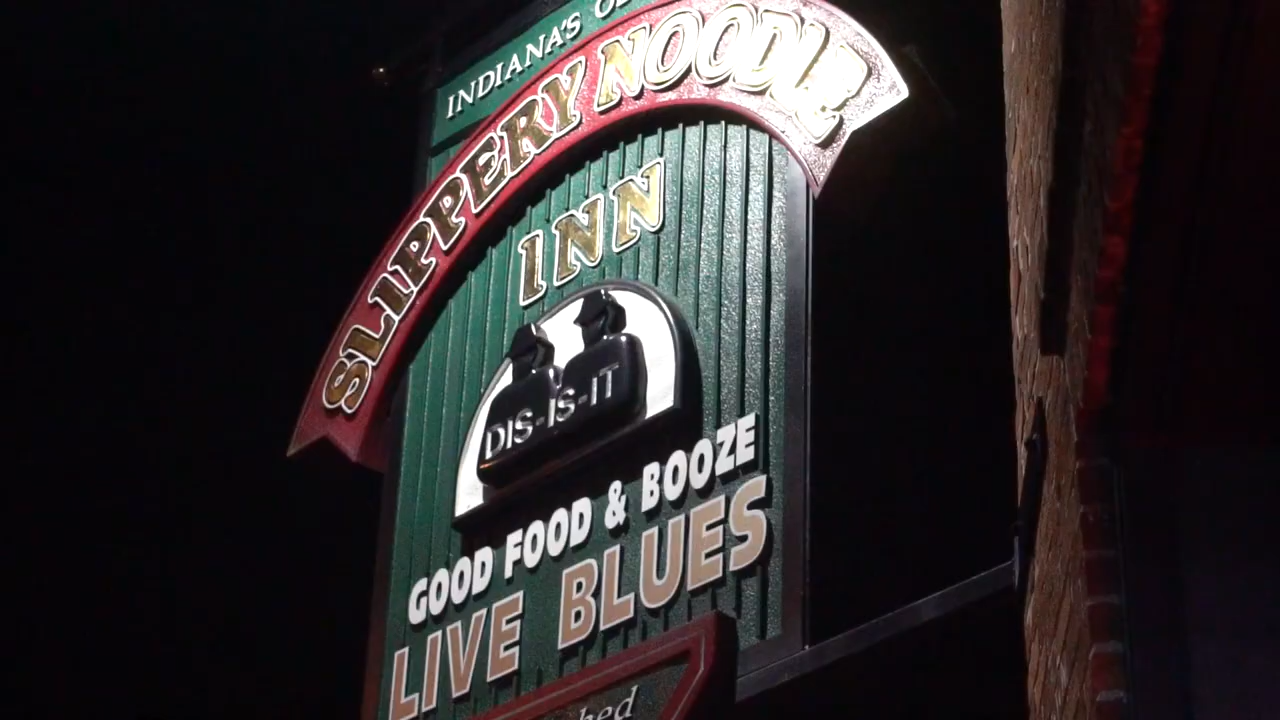 INDIANA'S
SLIPPERY NOODLE
INN
DIS-IS-IT
GOOD FOOD & BOOZE
LIVE BLUES